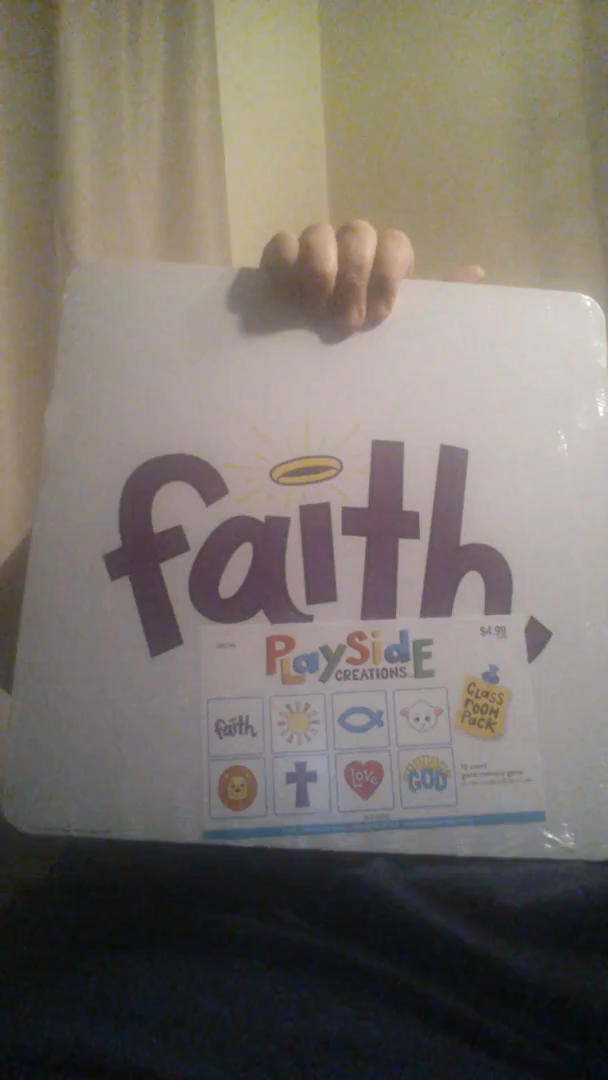 faith
PLaySidE
CREATIONS
$4.99
CLASS
ROOM
PACK
faith
Love
GOD